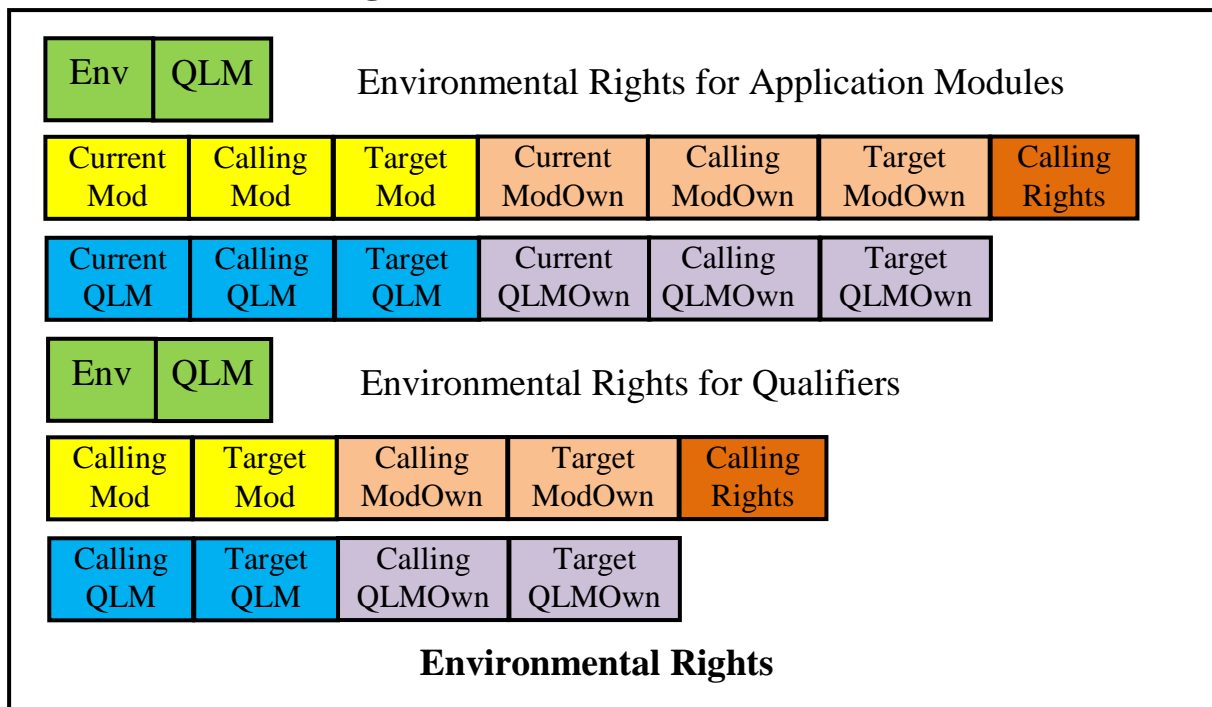 Env QLM Environmental Rights for Application Modules
Current Calling Target Current Calling Target Calling
Mod Mod Mod ModOwn ModOwn ModOwn Rights
Current Calling Target Current Calling Target
QLM QLM QLM QLMOwn QLMOwn QLMOwn
Env QLM Environmental Rights for Qualifiers
Calling Target Calling Target Calling
Mod Mod ModOwn ModOwn Rights
Calling Target Calling Target
QLM QLM QLMOwn QLMOwn
Environmental Rights